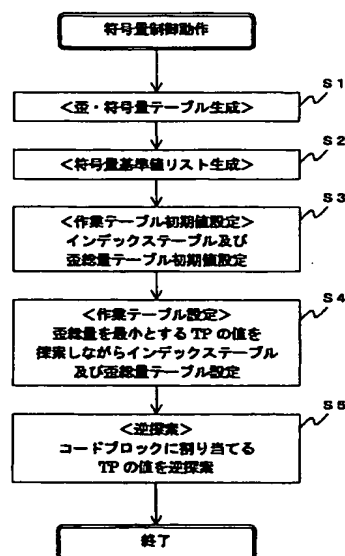 符号量制御動作
S1
<歪・符号量テーブル生成>
S2
<符号量基準値リスト生成>
S3
<作業テーブル初期値設定>
インデックステーブル及び
歪総量テーブル初期値設定
S4
<作業テーブル設定>
歪総量を最小とする TP の値を
探索しながらインデックステーブル
及び歪総量テーブル設定
S5
<逆探索>
コードブロックに割り当てる
TP の値を逆探索
終了